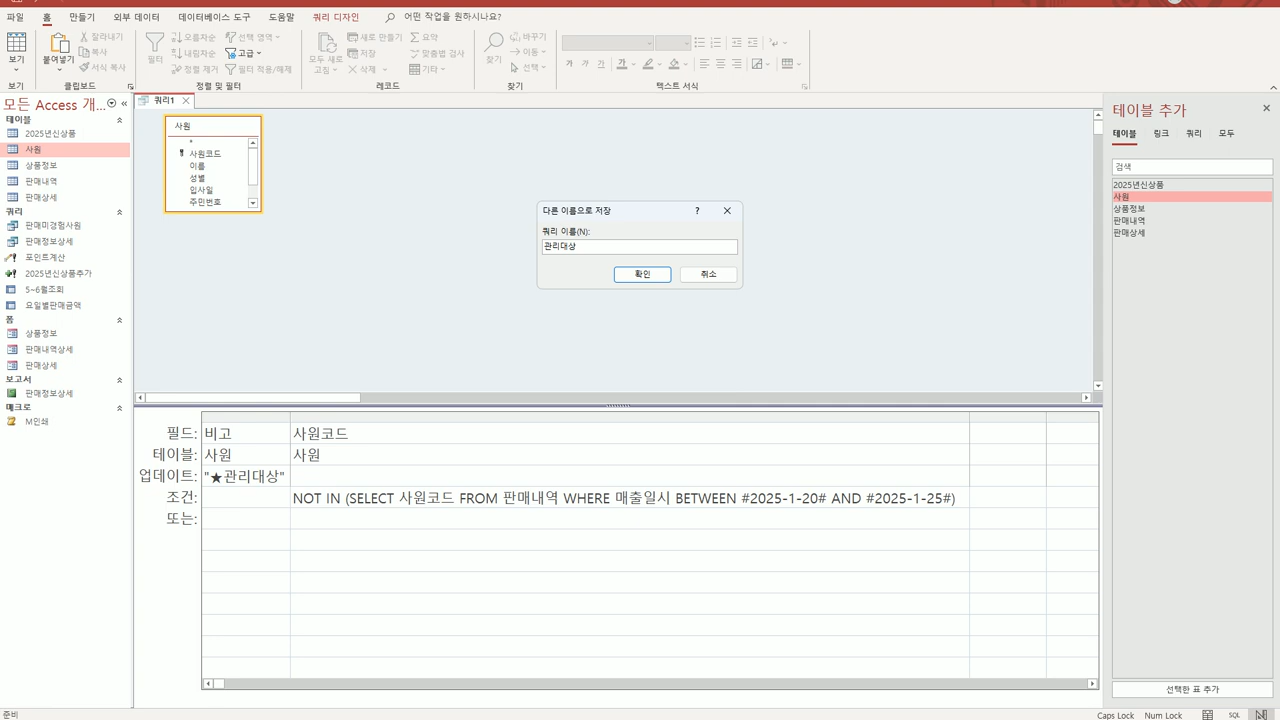 파일 홈 만들기 외부 데이터 데이터베이스 도구 도움말 쿼리 디자인 어떤 작업을 원하시나요?
잘라내기
복사
서식 복사
보기
붙여넣기
필터
오름차순
내림차순
정렬 제거
선택 영역
고급
필터 적용/해제
모두 새로 고침
새로 만들기
저장
삭제
요약
맞춤법 검사
기타
찾기
바꾸기
이동
선택
가 가 가 가
보기 클립보드 정렬 및 필터 레코드 찾기 텍스트 서식
모든 Access 개...
테이블
2025년신상품
사원
상품정보
판매내역
판매상세
쿼리
판매미경험사원
판매정보상세
포인트계산
2025년신상품추가
5~6월조회
요일별판매금액
폼
상품정보
판매내역상세
판매상세
보고서
판매정보상세
매크로
M인쇄
쿼리1
사원
*
사원코드
이름
성별
입사일
주민번호
다른 이름으로 저장 ?
쿼리 이름(N):
관리대상
확인 취소
필드: 비고 사원코드
테이블: 사원 사원
업데이트: "★관리대상"
조건: NOT IN (SELECT 사원코드 FROM 판매내역 WHERE 매출일시 BETWEEN #2025-1-20# AND #2025-1-25#)
또는:
테이블 추가
테이블 링크 쿼리 모두
검색
2025년신상품
사원
상품정보
판매내역
판매상세
선택한 표 추가
준비 Caps Lock Num Lock SQL